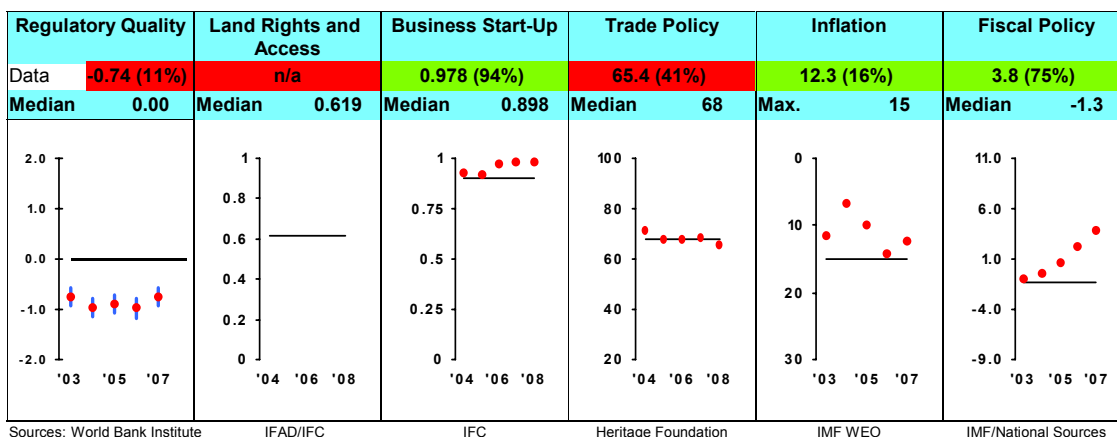 Regulatory Quality
Land Rights and
Access
Business Start-Up
Trade Policy
Inflation
Fiscal Policy
Data -0.74 (11%)
n/a
0.978 (94%)
65.4 (41%)
12.3 (16%)
3.8 (75%)
Median 0.00
Median 0.619
Median 0.898
Median 68
Max. 15
Median -1.3
2.0
1.0
0.0
-1.0
-2.0
'03 '05 '07
1
0.8
0.6
0.4
0.2
0
'04 '06 '08
1
0.75
0.5
0.25
0
'04 '06 '08
100
80
60
40
20
'04 '06 '08
0
10
20
30
'03 '05 '07
11.0
6.0
1.0
-4.0
-9.0
'03 '05 '07
Sources: World Bank Institute
IFAD/IFC
IFC
Heritage Foundation
IMF WEO
IMF/National Sources